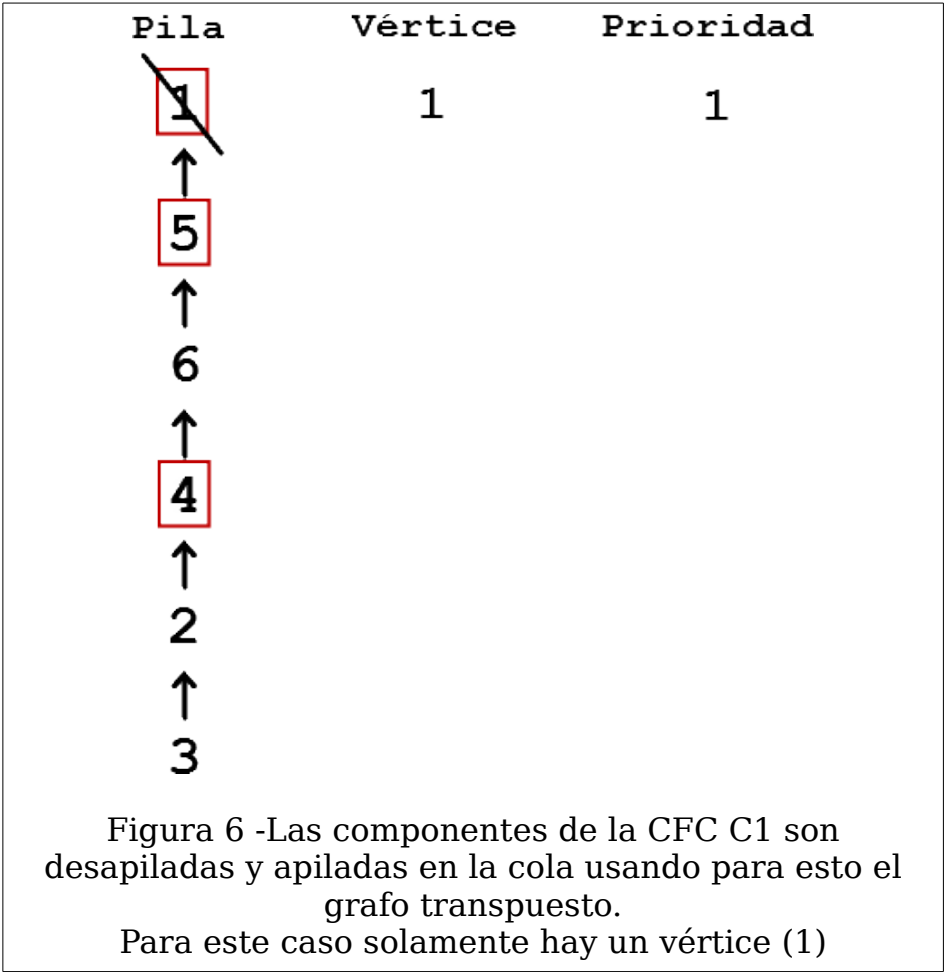 Pila Vértice Prioridad
1 1 1
5
6
4
2
3
Figura 6 -Las componentes de la CFC C1 son
desapiladas y apiladas en la cola usando para esto el
grafo transpuesto.
Para este caso solamente hay un vértice (1)